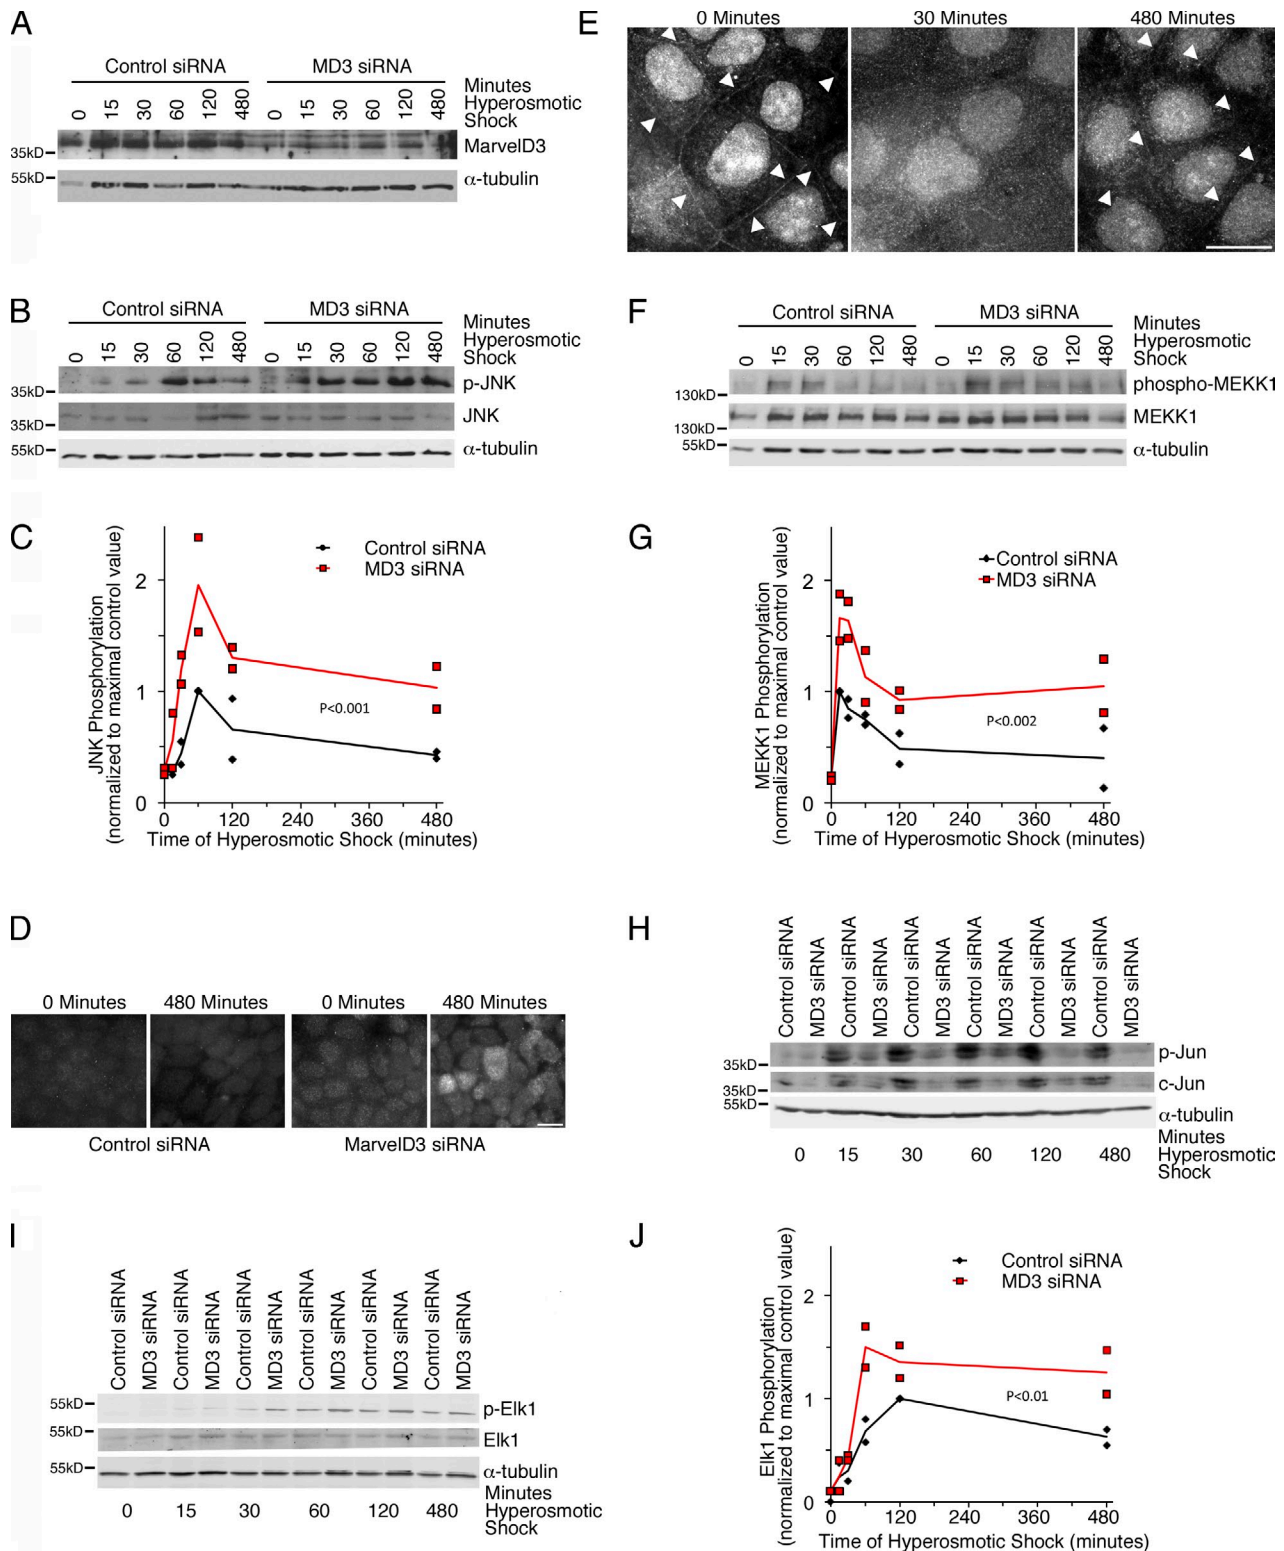 A
Control siRNA MD3 siRNA
0 15 30 60 120 480 0 15 30 60 120 480
Minutes
Hyperosmotic
Shock
MarvelD3
35kD
55kD
α-tubulin
E
0 Minutes 30 Minutes 480 Minutes
B
Control siRNA MD3 siRNA
0 15 30 60 120 480 0 15 30 60 120 480
Minutes
Hyperosmotic
Shock
p-JNK
35kD
JNK
35kD
55kD
α-tubulin
F
Control siRNA MD3 siRNA
0 15 30 60 120 480 0 15 30 60 120 480
Minutes
Hyperosmotic
Shock
phospho-MEKK1
130kD
MEKK1
130kD
55kD
α-tubulin
C
JNK Phosphorylation
(normalized to maximal control value)
Control siRNA
MD3 siRNA
2
1
0
P<0.001
0 120 240 360 480
Time of Hyperosmotic Shock (minutes)
G
MEKK1 Phosphorylation
(normalized to maximal control value)
Control siRNA
MD3 siRNA
2
1
0
P<0.002
0 120 240 360 480
Time of Hyperosmotic Shock (minutes)
D
0 Minutes 480 Minutes 0 Minutes 480 Minutes
Control siRNA MarvelD3 siRNA
H
Control siRNA MD3 siRNA Control siRNA MD3 siRNA Control siRNA MD3 siRNA Control siRNA MD3 siRNA Control siRNA MD3 siRNA Control siRNA MD3 siRNA
p-Jun
35kD
c-Jun
35kD
55kD
α-tubulin
Minutes
Hyperosmotic
Shock
0 15 30 60 120 480
I
Control siRNA MD3 siRNA Control siRNA MD3 siRNA Control siRNA MD3 siRNA Control siRNA MD3 siRNA Control siRNA MD3 siRNA Control siRNA MD3 siRNA
55kD
p-Elk1
55kD
Elk1
55kD
α-tubulin
Minutes
Hyperosmotic
Shock
0 15 30 60 120 480
J
Elk1 Phosphorylation
(normalized to maximal control value)
Control siRNA
MD3 siRNA
2
1
0
P<0.01
0 120 240 360 480
Time of Hyperosmotic Shock (minutes)